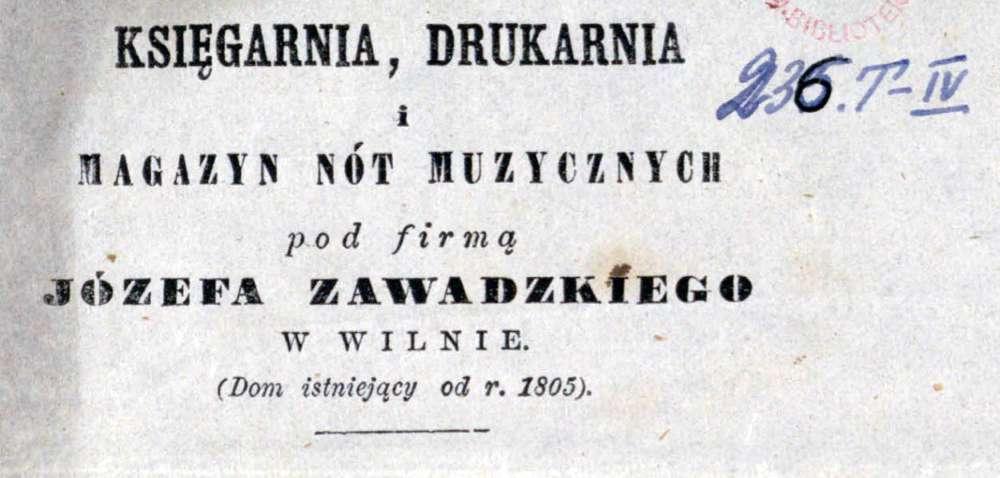 KSIĘGARNIA, DRUKARNIA
i
MAGAZYN NÓT MUZYCZNYCH
pod firmą
JÓZEFA ZAWADZKIEGO
W WILNIE.
(Dom istniejący od r. 1805).
236.T-IV